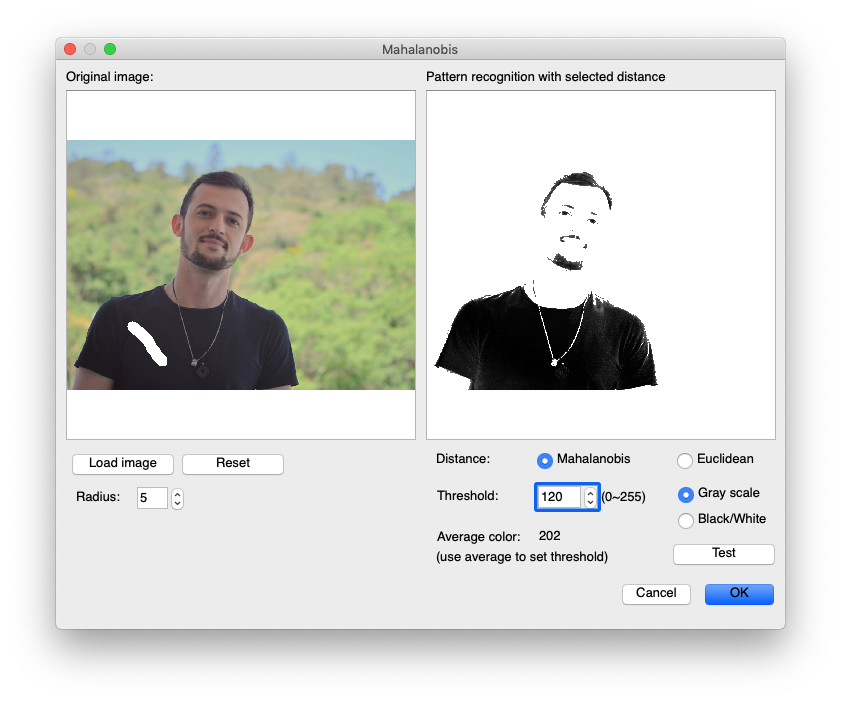 Mahalanobis
Original image:
Pattern recognition with selected distance
Load image
Reset
Radius:
5
Distance:
Mahalanobis
Euclidean
Threshold:
120
(0~255)
Gray scale
Black/White
Average color:
202
(use average to set threshold)
Test
Cancel
OK